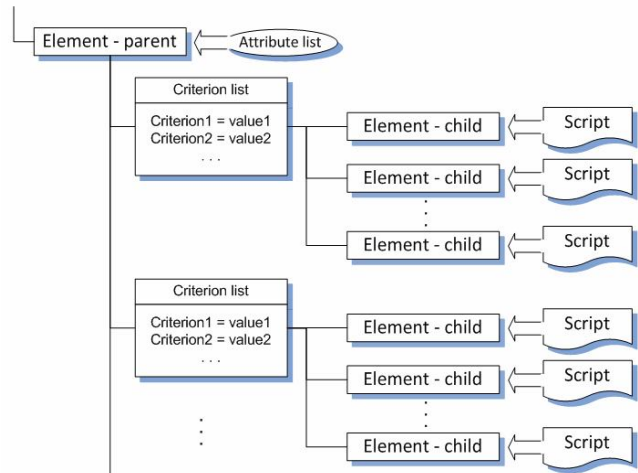 Element - parent
Attribute list
Criterion list
Criterion1 = value1
Criterion2 = value2
. . .
Element - child
Script
Element - child
Script
Element - child
Script
Criterion list
Criterion1 = value1
Criterion2 = value2
. . .
Element - child
Script
Element - child
Script
Element - child
Script